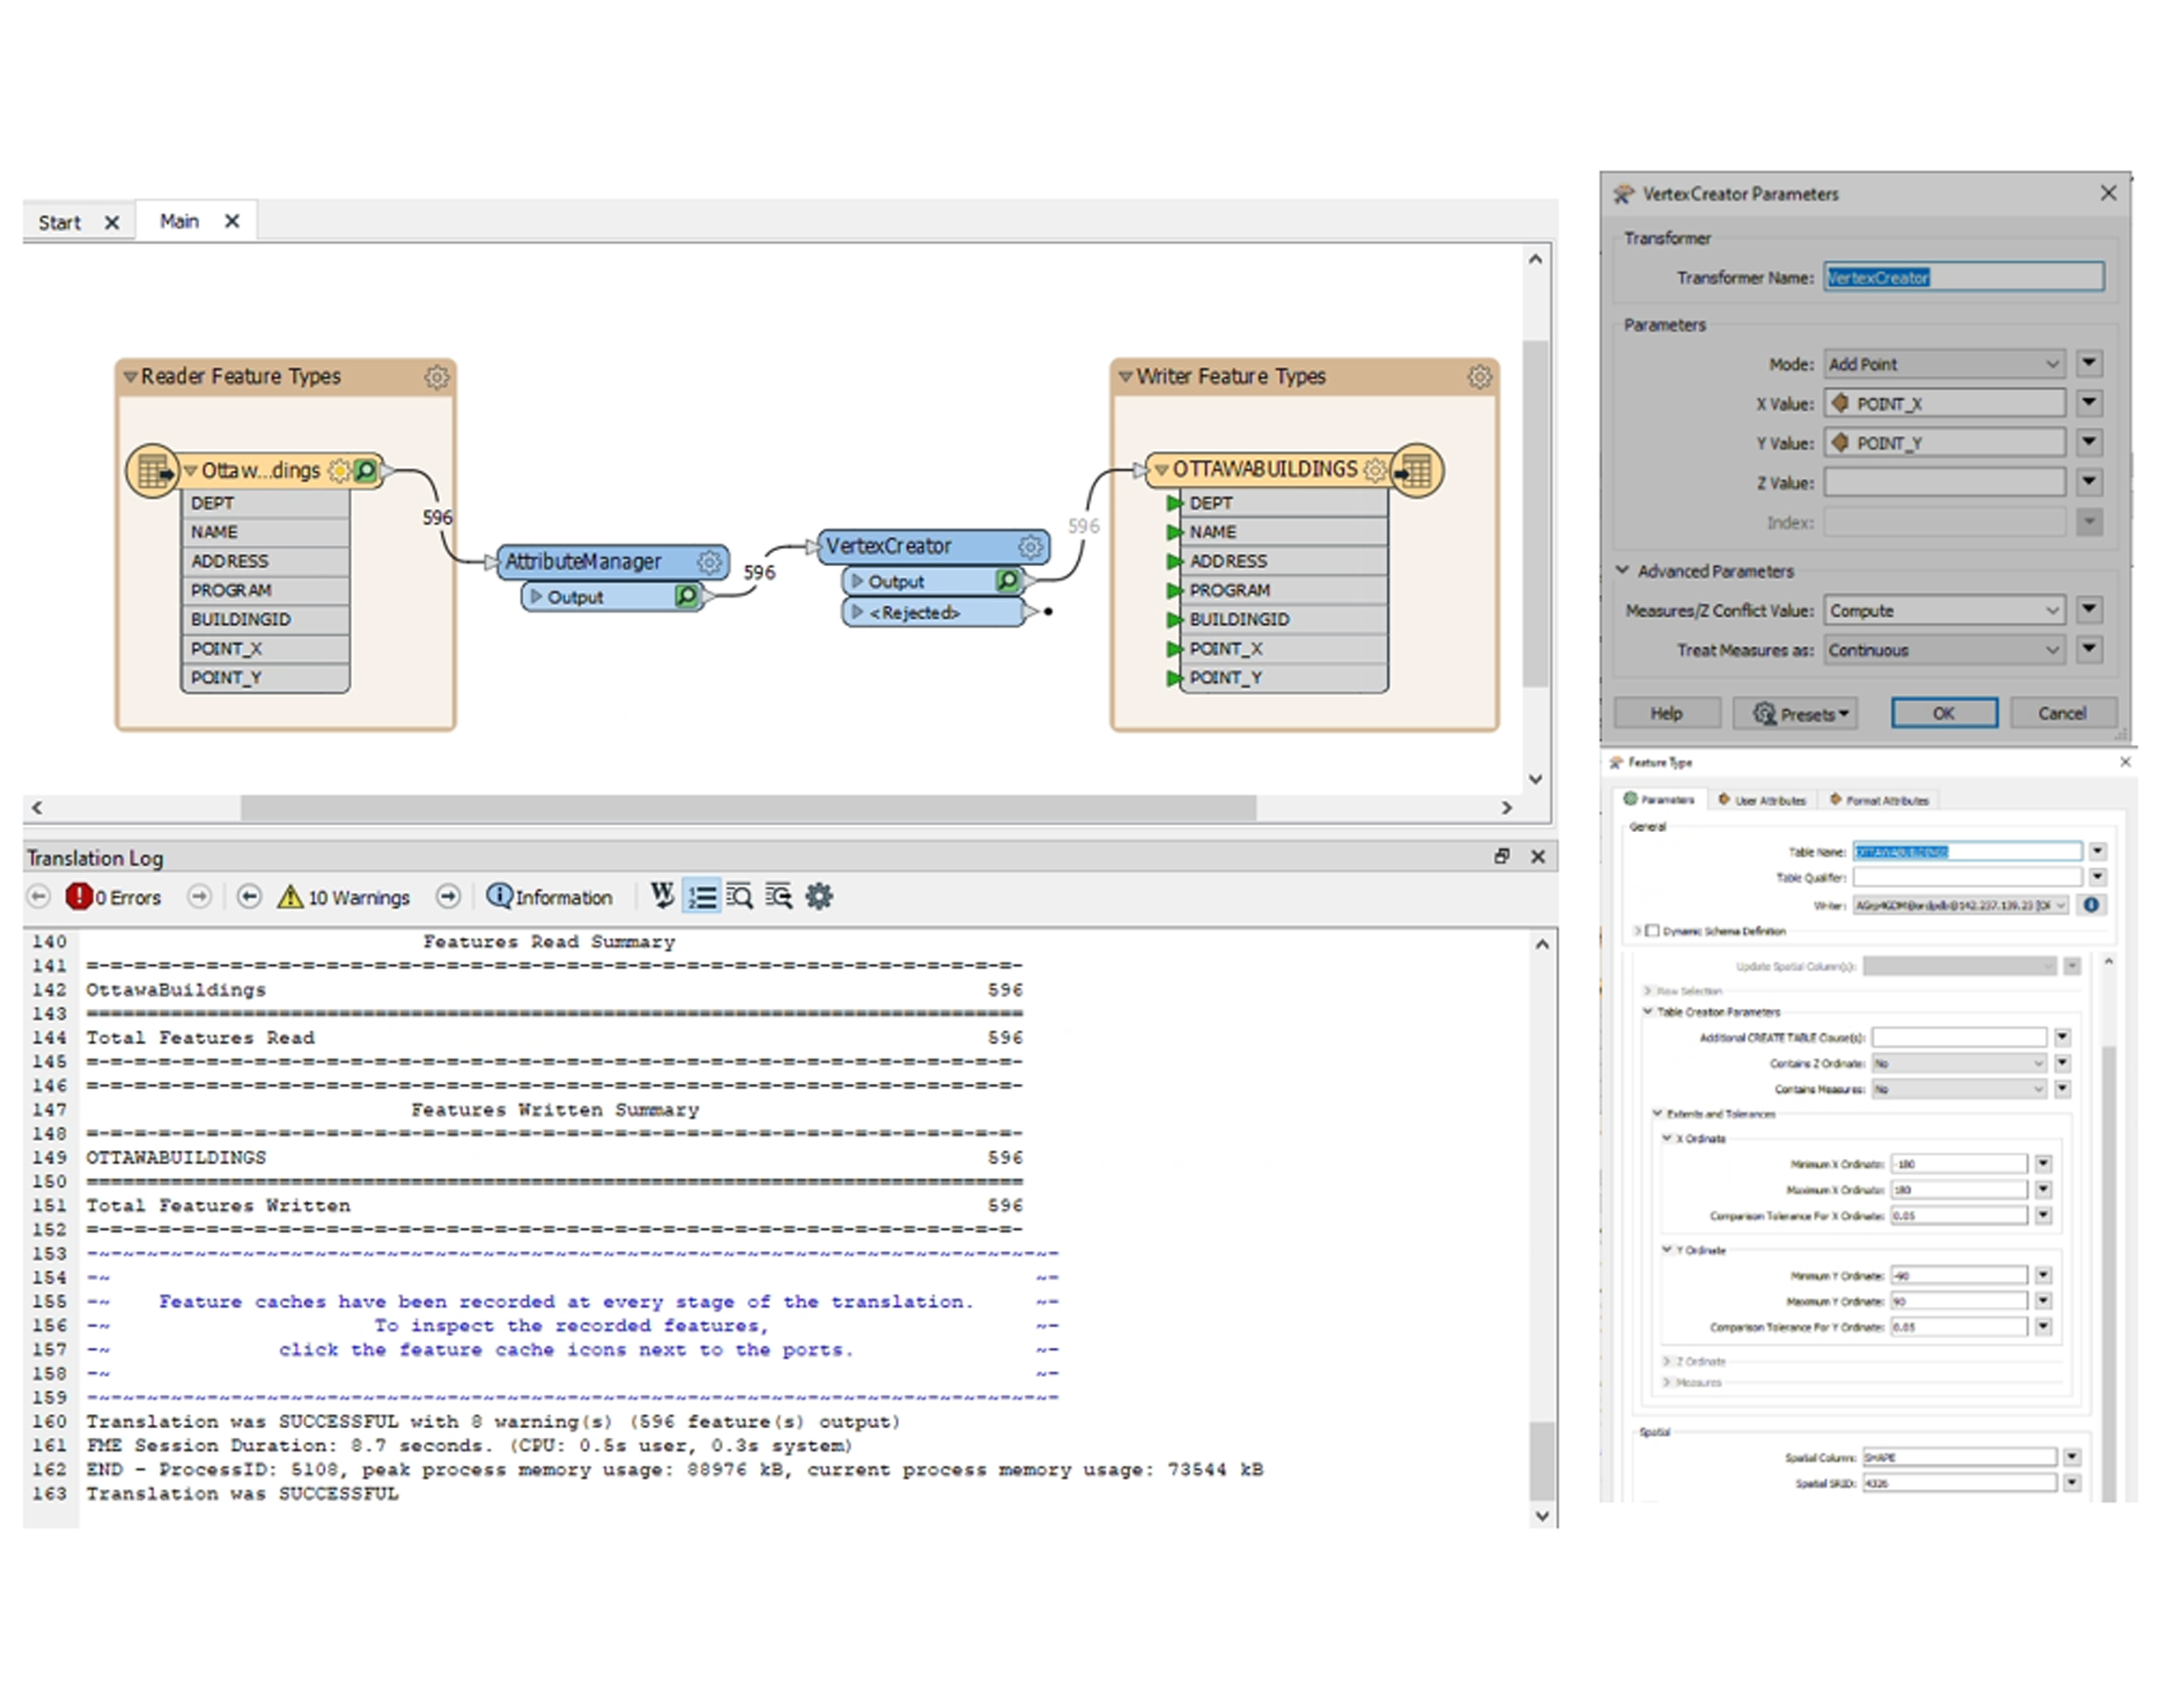 Start
Main
Reader Feature Types
Ottaw...dings
DEPT
NAME
ADDRESS
PROGRAM
BUILDINGID
POINT_X
POINT_Y
596
AttributeManager
Output
596
VertexCreator
Output
<Rejected>
596
Writer Feature Types
OTTAWABUILDINGS
DEPT
NAME
ADDRESS
PROGRAM
BUILDINGID
POINT_X
POINT_Y
Translation Log
0 Errors 10 Warnings Information
140 Features Read Summary
141 =-=-=-=-=-=-=-=-=-=-=-=-=-=-=-=-=-=-=-=-=-=-=-=-=-=-=-=-=-=-=-=-=-=-=-=-=-=-=-
142 OttawaBuildings 596
143 ==============================================================================
144 Total Features Read 596
145 =-=-=-=-=-=-=-=-=-=-=-=-=-=-=-=-=-=-=-=-=-=-=-=-=-=-=-=-=-=-=-=-=-=-=-=-=-=-=-
146 =-=-=-=-=-=-=-=-=-=-=-=-=-=-=-=-=-=-=-=-=-=-=-=-=-=-=-=-=-=-=-=-=-=-=-=-=-=-=-
147 Features Written Summary
148 =-=-=-=-=-=-=-=-=-=-=-=-=-=-=-=-=-=-=-=-=-=-=-=-=-=-=-=-=-=-=-=-=-=-=-=-=-=-=-
149 OTTAWABUILDINGS 596
150 ==============================================================================
151 Total Features Written 596
152 =-=-=-=-=-=-=-=-=-=-=-=-=-=-=-=-=-=-=-=-=-=-=-=-=-=-=-=-=-=-=-=-=-=-=-=-=-=-=-
153 -~-~-~-~-~-~-~-~-~-~-~-~-~-~-~-~-~-~-~-~-~-~-~-~-~-~-~-~-~-~-~-~-~-~-~-~-~-~-~-~-
154 -~ ~-
155 -~ Feature caches have been recorded at every stage of the translation. ~-
156 -~ To inspect the recorded features, ~-
157 -~ click the feature cache icons next to the ports. ~-
158 -~ ~-
159 -~-~-~-~-~-~-~-~-~-~-~-~-~-~-~-~-~-~-~-~-~-~-~-~-~-~-~-~-~-~-~-~-~-~-~-~-~-~-~-~-
160 Translation was SUCCESSFUL with 8 warning(s) (596 feature(s) output)
161 FME Session Duration: 8.7 seconds. (CPU: 0.5s user, 0.3s system)
162 END - ProcessID: 5108, peak process memory usage: 88976 kB, current process memory usage: 73544 kB
163 Translation was SUCCESSFUL
VertexCreator Parameters
Transformer
Transformer Name: VertexCreator
Parameters
Mode: Add Point
X Value: POINT_X
Y Value: POINT_Y
Z Value:
Index:
Advanced Parameters
Measures/Z Conflict Value: Compute
Treat Measures as: Continuous
Help Presets OK Cancel
Feature Type
Parameters User Attributes Format Attributes
General
Table Name: OTTAWABUILDINGS
Table Qualifier:
Writer:
Dynamic Schema Definition
Update Spatial Column(s):
Row Selection
Table Creation Parameters
Additional CREATE TABLE Clause(s):
Contains Z Ordinate: No
Contains Measures: No
Extents and Tolerances
X Ordinate
Minimum X Ordinate: -180
Maximum X Ordinate: 180
Comparison Tolerance For X Ordinate: 0.05
Y Ordinate
Minimum Y Ordinate: -90
Maximum Y Ordinate: 90
Comparison Tolerance For Y Ordinate: 0.05
Z Ordinate
Measures
Spatial
Spatial Column: SHAPE
Spatial SRID: 4326